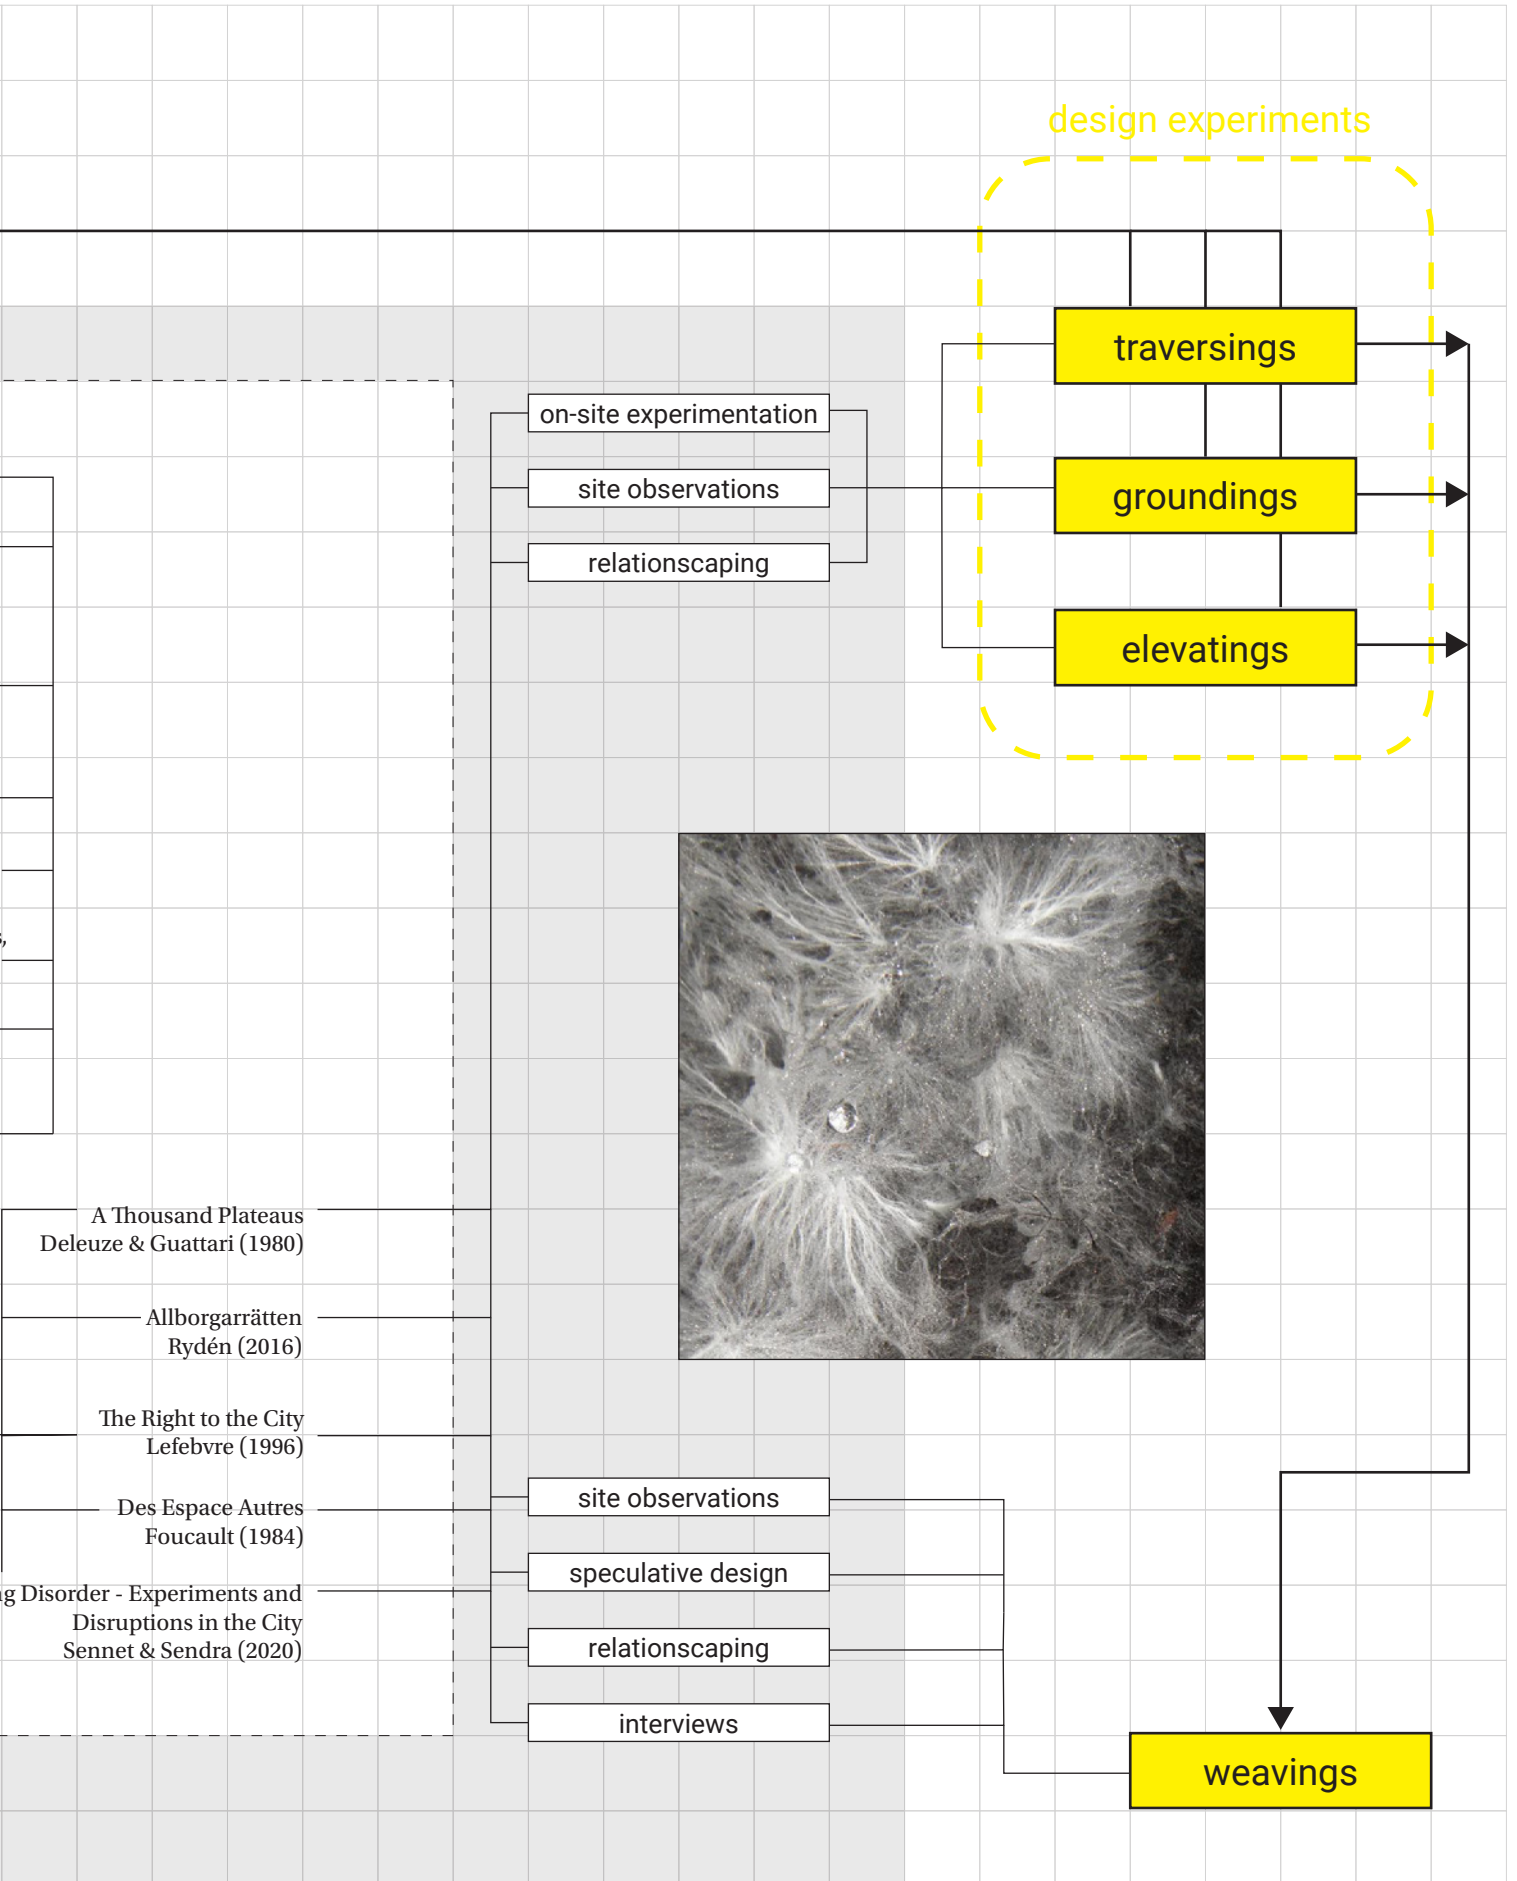 design experiments
traversings
on-site experimentation
site observations
groundings
relationscaping
elevatings
s,
A Thousand Plateaus
Deleuze & Guattari (1980)
Allborgarrätten
Rydén (2016)
The Right to the City
Lefebvre (1996)
site observations
Des Espace Autres
Foucault (1984)
speculative design
g Disorder - Experiments and
Disruptions in the City
Sennet & Sendra (2020)
relationscaping
interviews
weavings